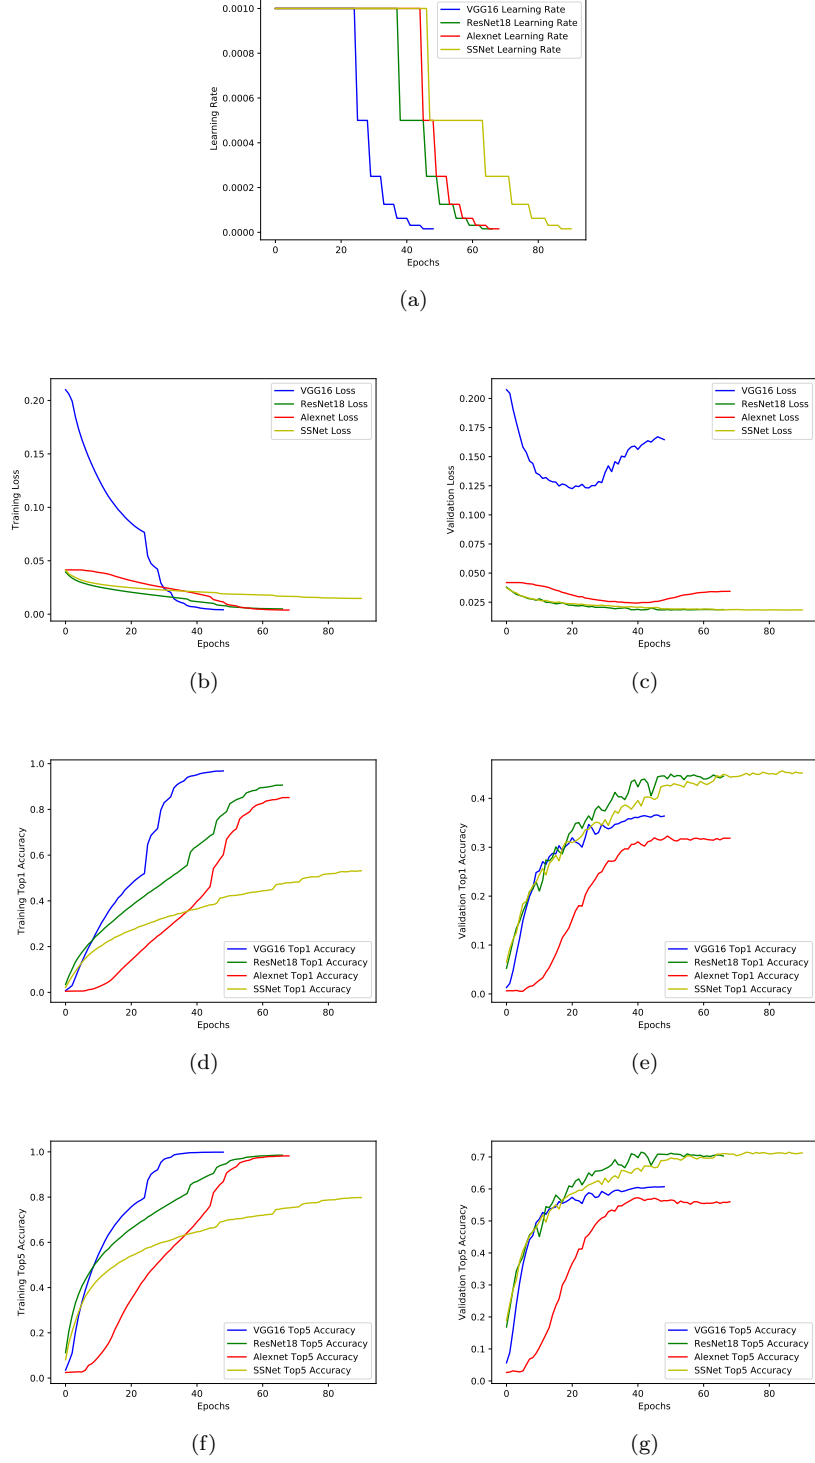 0.0010
0.0008
0.0006
0.0004
0.0002
0.0000
Learning Rate
VGG16 Learning Rate
ResNet18 Learning Rate
Alexnet Learning Rate
SSNet Learning Rate
0 20 40 60 80
Epochs
(a)
0.20
0.15
0.10
0.05
0.00
Training Loss
VGG16 Loss
ResNet18 Loss
Alexnet Loss
SSNet Loss
0 20 40 60 80
Epochs
(b)
0.200
0.175
0.150
0.125
0.100
0.075
0.050
0.025
Validation Loss
VGG16 Loss
ResNet18 Loss
Alexnet Loss
SSNet Loss
0 20 40 60 80
Epochs
(c)
1.0
0.8
0.6
0.4
0.2
0.0
Training Top1 Accuracy
VGG16 Top1 Accuracy
ResNet18 Top1 Accuracy
Alexnet Top1 Accuracy
SSNet Top1 Accuracy
0 20 40 60 80
Epochs
(d)
0.4
0.3
0.2
0.1
0.0
Validation Top1 Accuracy
VGG16 Top1 Accuracy
ResNet18 Top1 Accuracy
Alexnet Top1 Accuracy
SSNet Top1 Accuracy
0 20 40 60 80
Epochs
(e)
1.0
0.8
0.6
0.4
0.2
0.0
Training Top5 Accuracy
VGG16 Top5 Accuracy
ResNet18 Top5 Accuracy
Alexnet Top5 Accuracy
SSNet Top5 Accuracy
0 20 40 60 80
Epochs
(f)
0.7
0.6
0.5
0.4
0.3
0.2
0.1
0.0
Validation Top5 Accuracy
VGG16 Top5 Accuracy
ResNet18 Top5 Accuracy
Alexnet Top5 Accuracy
SSNet Top5 Accuracy
0 20 40 60 80
Epochs
(g)